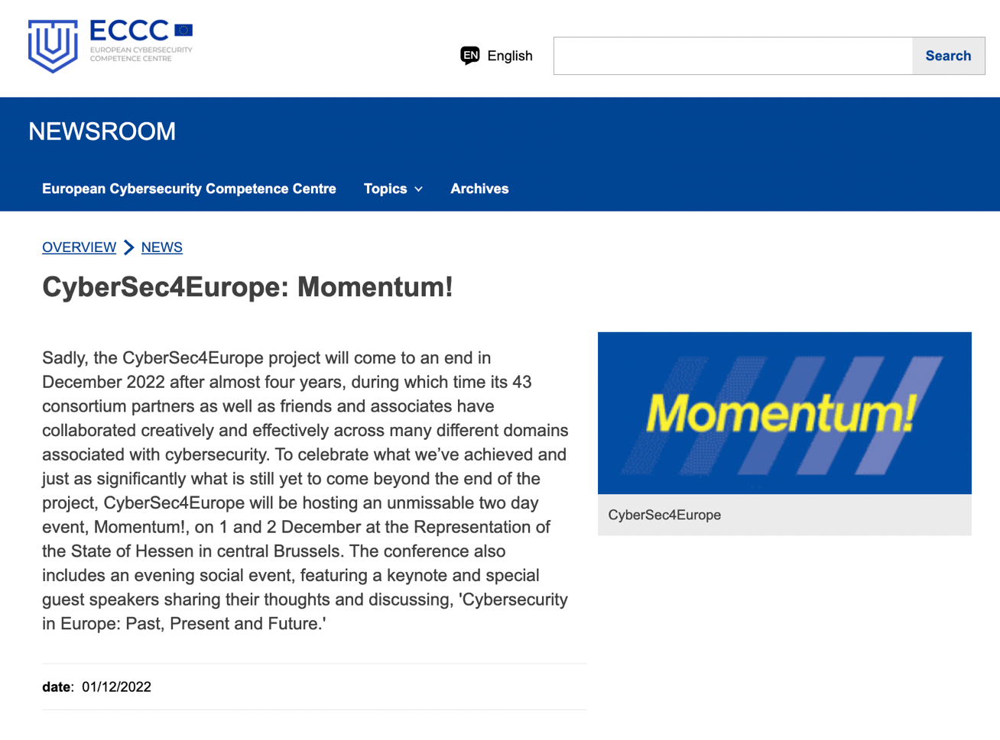 ECCC
EUROPEAN CYBERSECURITY
COMPETENCE CENTRE
EN English
Search
NEWSROOM
European Cybersecurity Competence Centre Topics Archives
OVERVIEW NEWS
CyberSec4Europe: Momentum!
Sadly, the CyberSec4Europe project will come to an end in
December 2022 after almost four years, during which time its 43
consortium partners as well as friends and associates have
collaborated creatively and effectively across many different domains
associated with cybersecurity. To celebrate what we’ve achieved and
just as significantly what is still yet to come beyond the end of the
project, CyberSec4Europe will be hosting an unmissable two day
event, Momentum!, on 1 and 2 December at the Representation of
the State of Hessen in central Brussels. The conference also
includes an evening social event, featuring a keynote and special
guest speakers sharing their thoughts and discussing, 'Cybersecurity
in Europe: Past, Present and Future.'
Momentum!
CyberSec4Europe
date: 01/12/2022